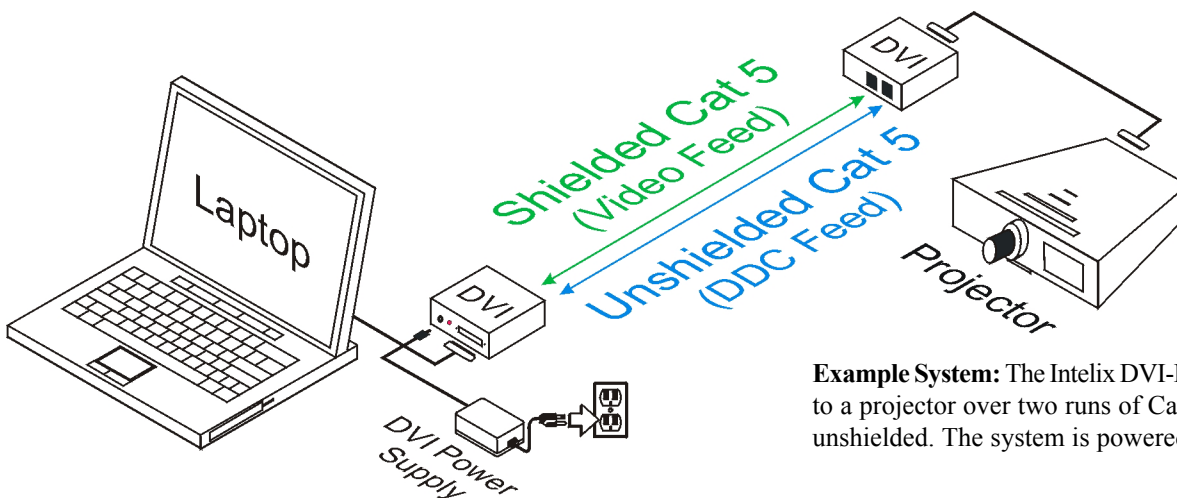 DVI
Shielded Cat 5
(Video Feed)
Unshielded Cat 5
(DDC Feed)
Laptop
DVI
Projector
DVI Power
Supply
Example System: The Intelix DVI-
to a projector over two runs of Ca
unshielded. The system is powered